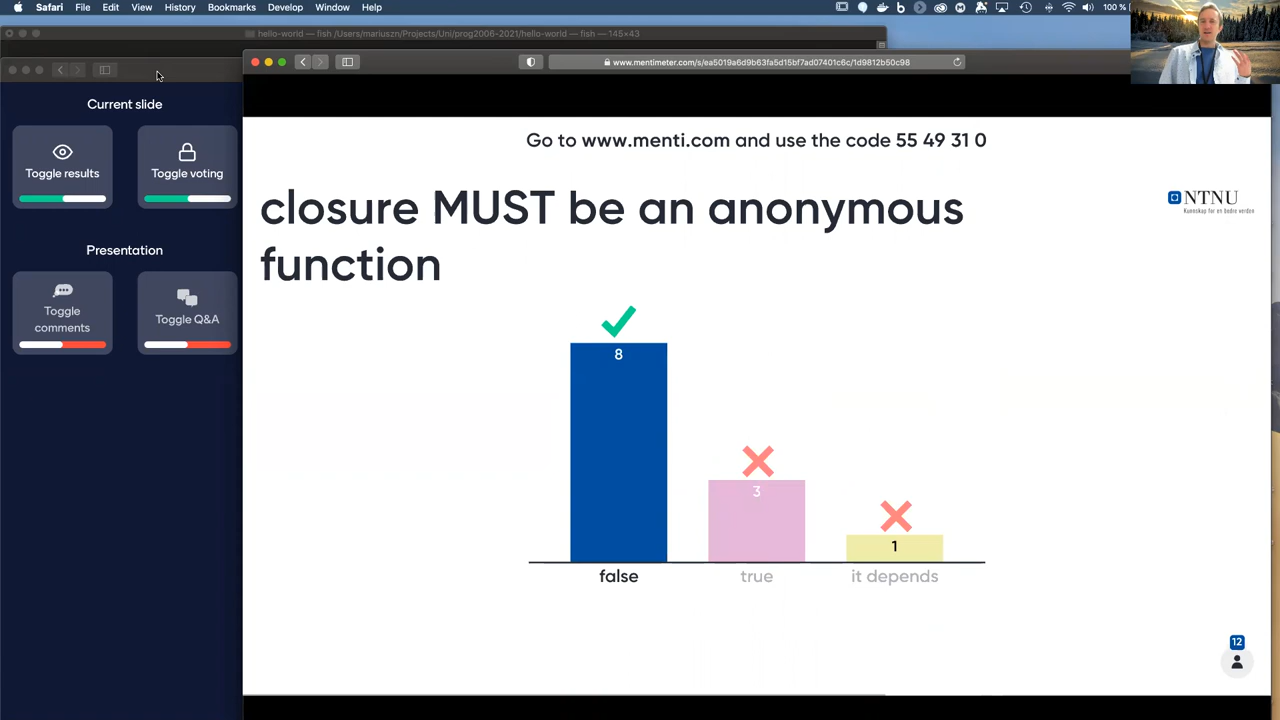 Safari File Edit View History Bookmarks Develop Window Help
100 %
hello-world — fish /Users/mariuszn/Projects/Uni/prog2006-2021/hello-world — fish — 145×43
www.mentimeter.com/s/ea5019a6d9b63fa5d15bf7ad07401c6c/1d9812b50c98
Current slide
Toggle results
Toggle voting
Presentation
Toggle comments
Toggle Q&A
Go to www.menti.com and use the code 55 49 31 0
closure MUST be an anonymous
function
NTNU
Kunnskap for en bedre verden
8
3
1
false
true
it depends
12